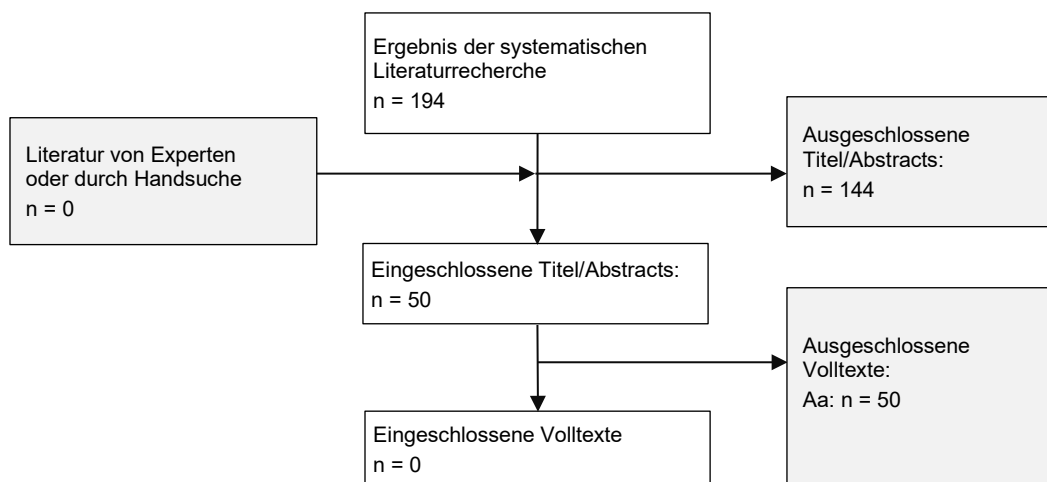 Ergebnis der systematischen
Literaturrecherche
n = 194
Literatur von Experten
oder durch Handsuche
n = 0
Ausgeschlossene
Titel/Abstracts:
n = 144
Eingeschlossene Titel/Abstracts:
n = 50
Ausgeschlossene
Volltexte:
Aa: n = 50
Eingeschlossene Volltexte
n = 0